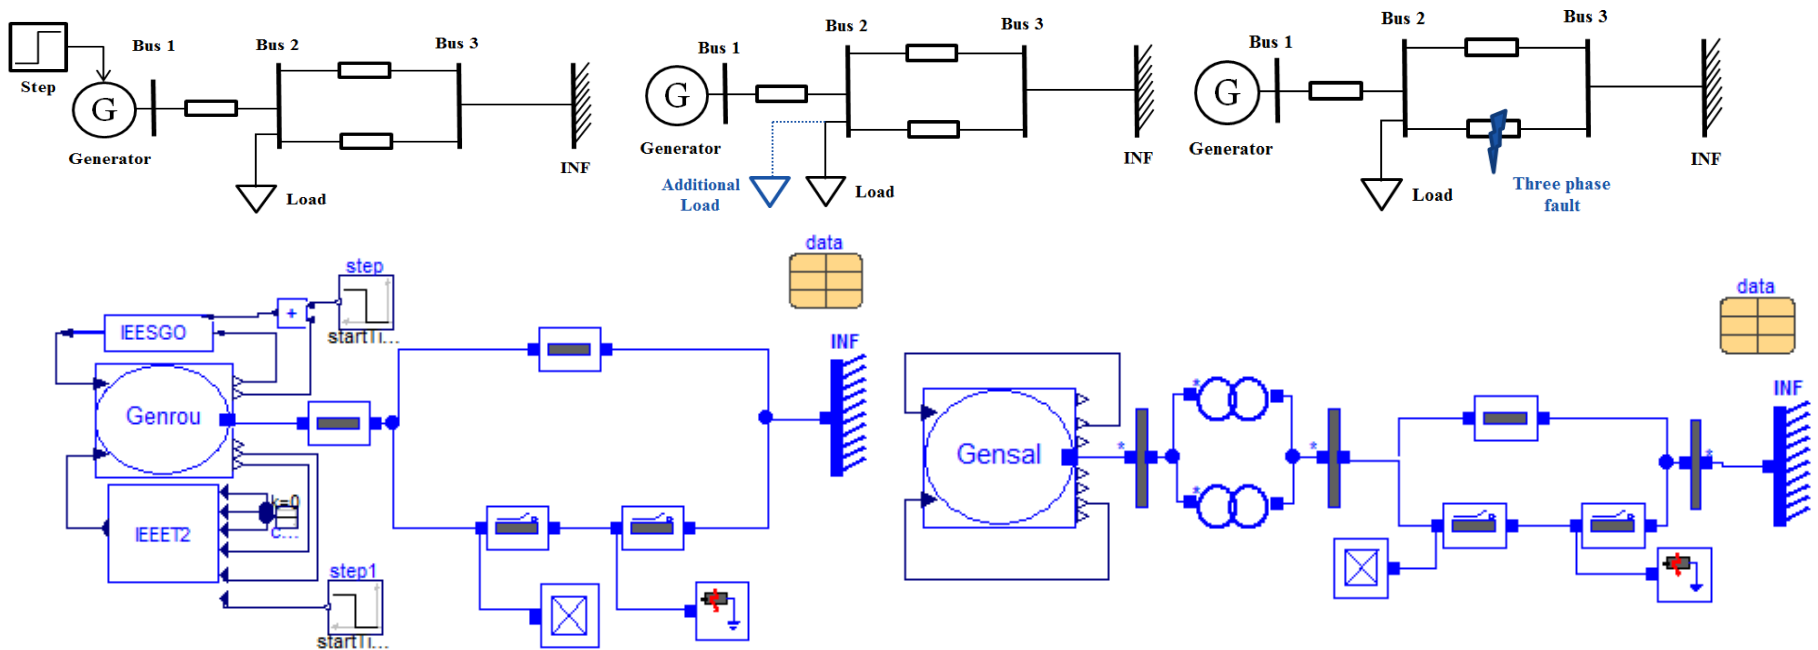 Step
Bus 1
Bus 2
Bus 3
G
Generator
Load
INF
Bus 1
Bus 2
Bus 3
G
Generator
Additional
Load
Load
INF
Bus 1
Bus 2
Bus 3
G
Generator
Load
Three phase
fault
INF
step
startTi...
+
IEESGO
Genrou
IEEET2
k=0
C...
step1
startTi...
data
INF
Gensal
*
*
*
*
*
data
INF